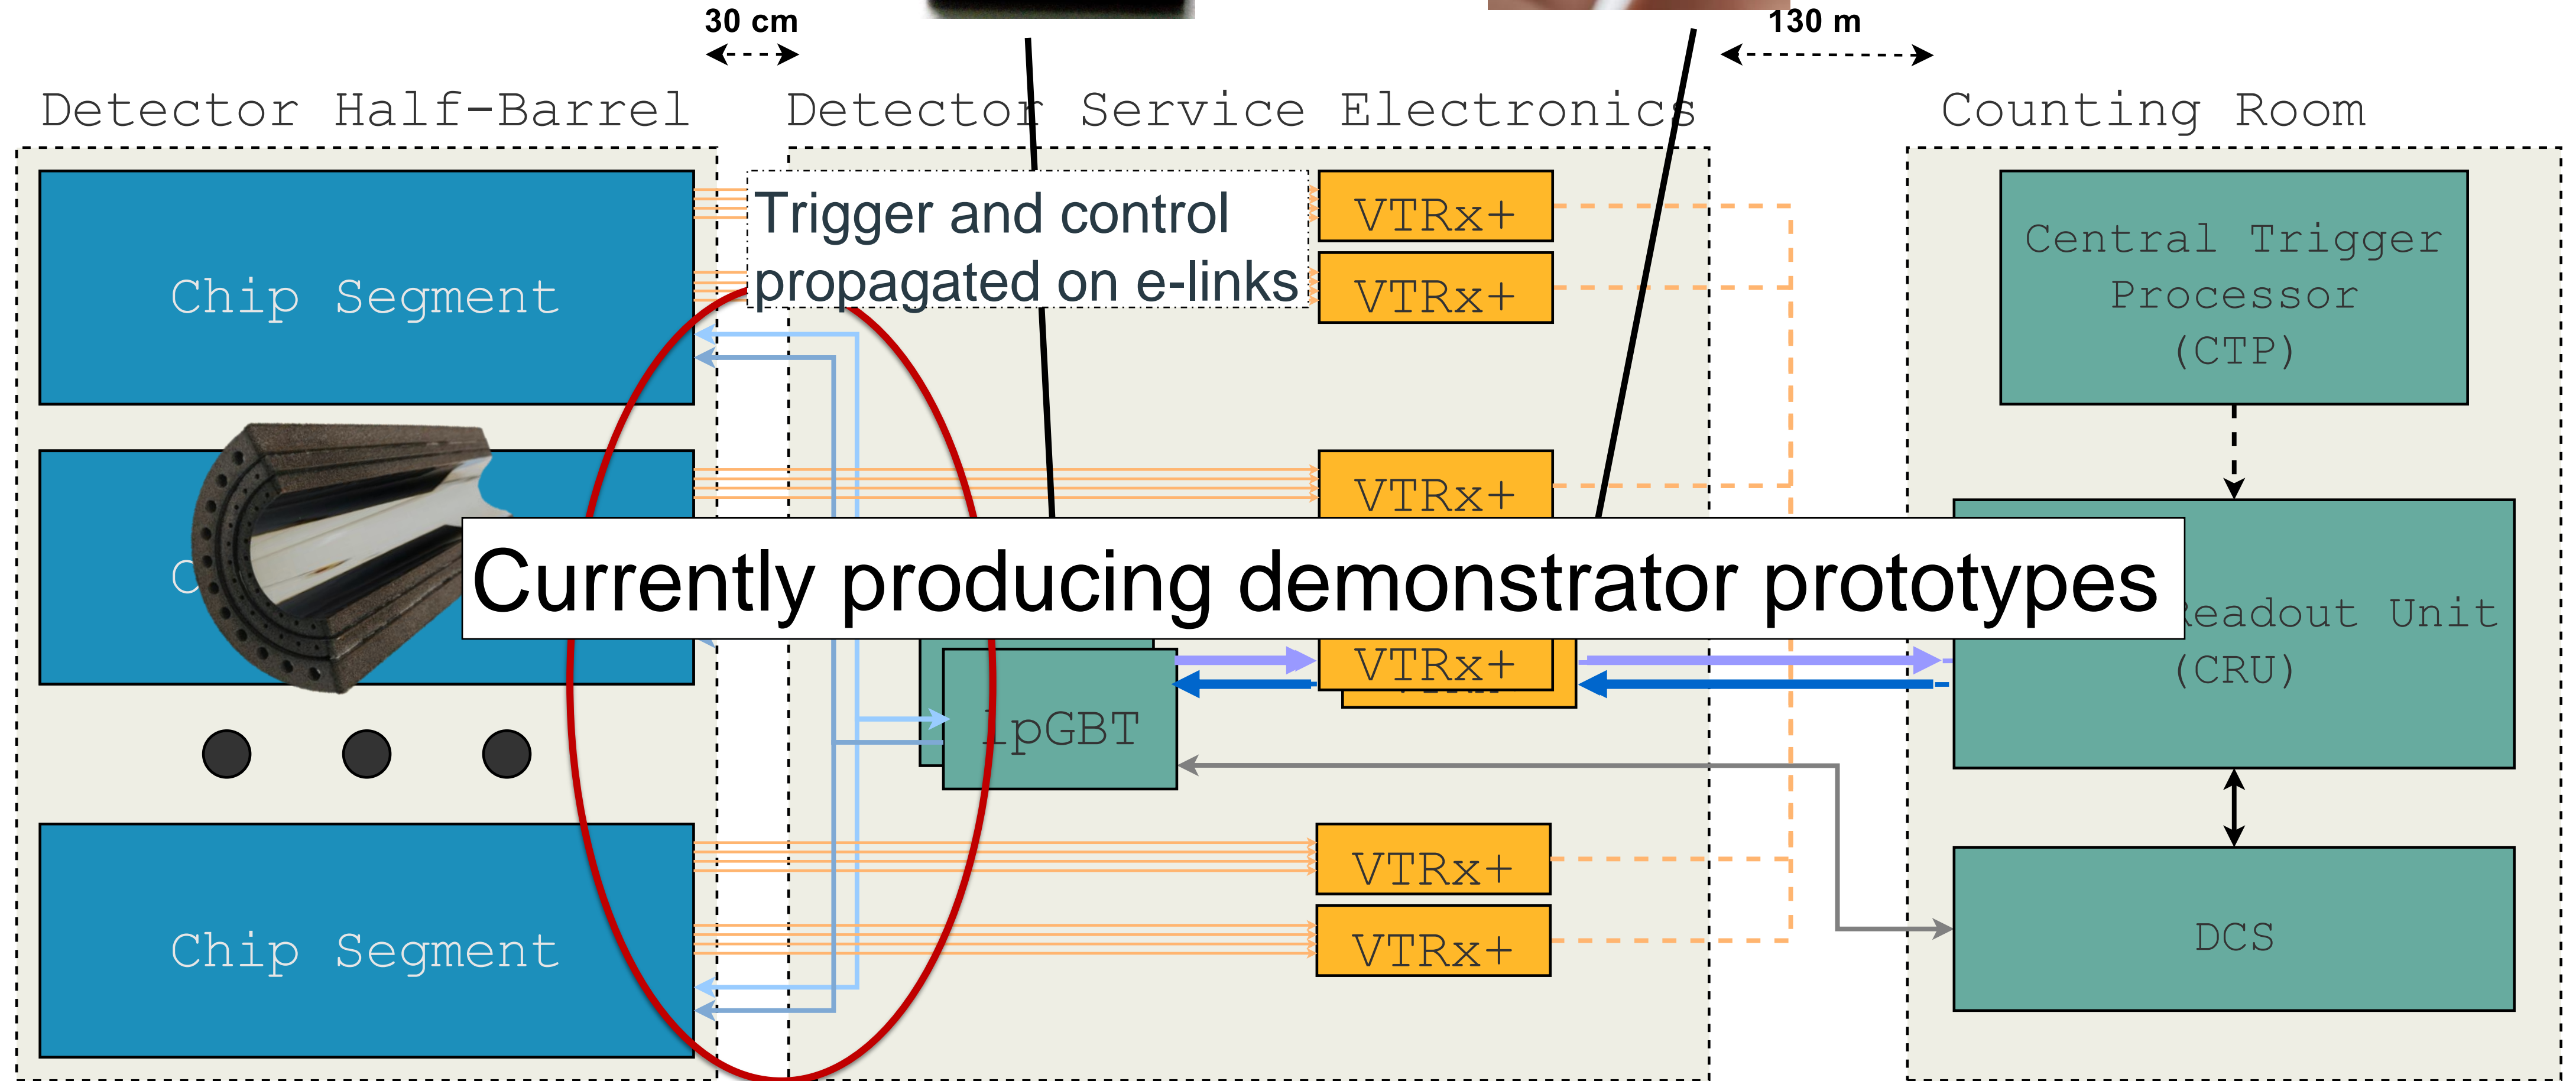 30 cm
130 m
Detector Half-Barrel
Detector Service Electronics
Counting Room
Chip Segment
Trigger and control
propagated on e-links
VTRx+
VTRx+
Central Trigger
Processor
(CTP)
VTRx+
Currently producing demonstrator prototypes
Readout Unit
(CRU)
VTRx+
lpGBT
Chip Segment
VTRx+
VTRx+
DCS